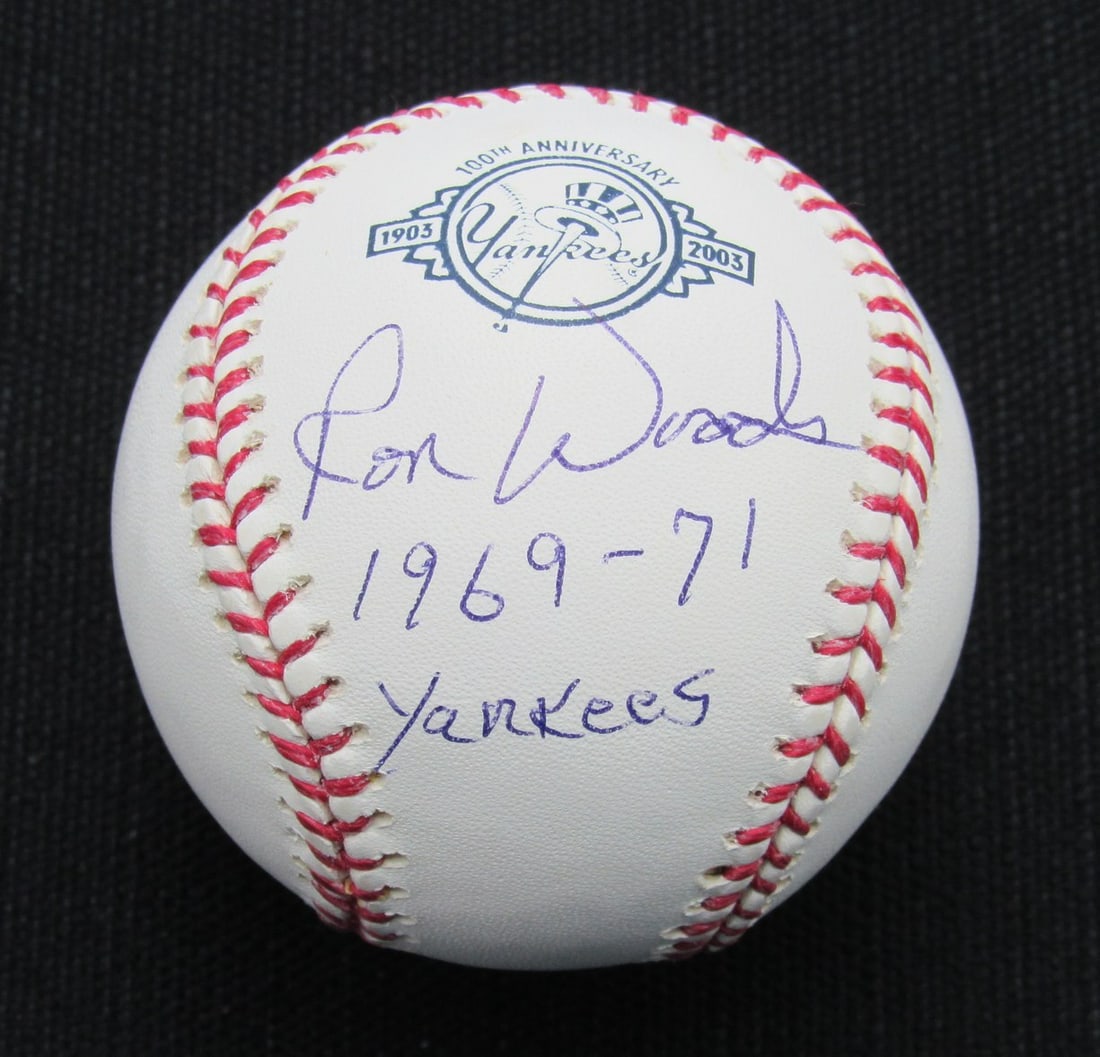 100TH ANNIVERSARY
1903 Yankees 2003
Ron Woods
1969-71
Yankees